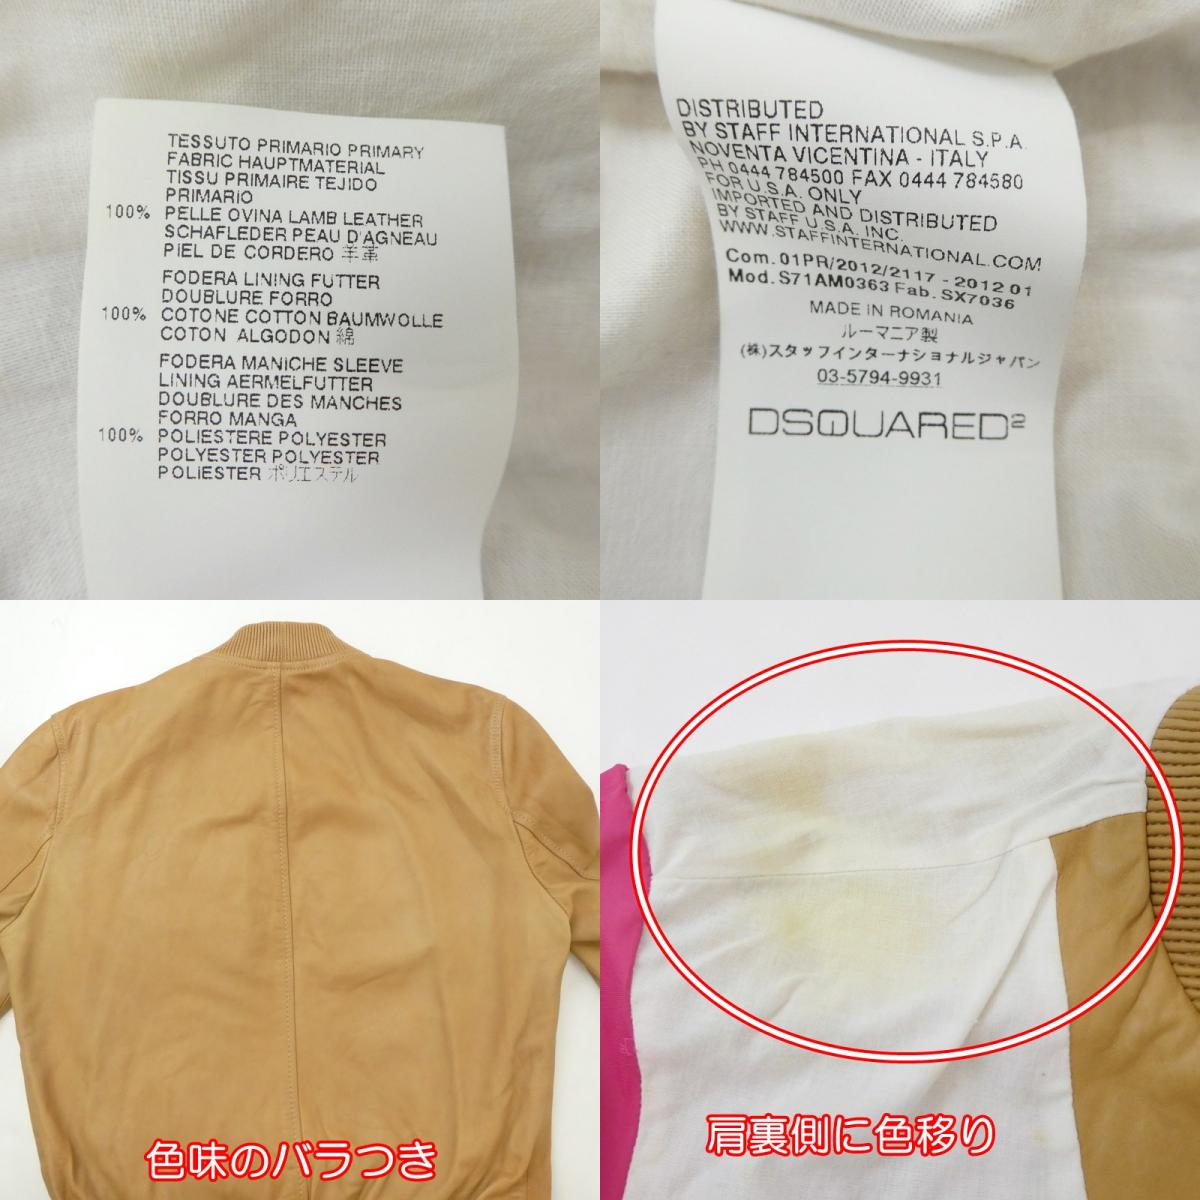 TESSUTO PRIMARIO PRIMARY
FABRIC HAUPTMATERIAL
TISSU PRIMAIRE TEJIDO
PRIMARIO
100% PELLE OVINA LAMB LEATHER
SCHAFLEDER PEAU D'AGNEAU
PIEL DE CORDERO 羊革
FODERA LINING FUTTER
DOUBLURE FORRO
100% COTONE COTTON BAUMWOLLE
COTON ALGODON 綿
FODERA MANICHE SLEEVE
LINING AERMELFUTTER
DOUBLURE DES MANCHES
FORRO MANGA
100% POLIESTERE POLYESTER
POLYESTER POLYESTER
POLIESTER ポリエステル
DISTRIBUTED
BY STAFF INTERNATIONAL S.P.A.
NOVENTA VICENTINA - ITALY
PH 0444 784500 FAX 0444 784580
FOR U.S.A. ONLY
IMPORTED AND DISTRIBUTED
BY STAFF U.S.A. INC.
WWW.STAFFINTERNATIONAL.COM
Com. 01PR/2012/2117 - 2012 01
Mod. S71AM0363 Fab. SX7036
MADE IN ROMANIA
ルーマニア製
(株)スタッフインターナショナルジャパン
03-5794-9931
DSQUARED2
色味のバラつき
肩裏側に色移り